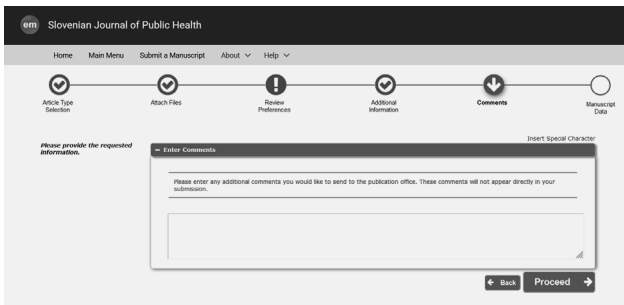 em Slovenian Journal of Public Health
Home Main Menu Submit a Manuscript About Help
Article Type
Selection
Attach Files
Review
Preferences
Additional
Information
Comments
Manuscript
Data
Insert Special Character
Please provide the requested
information.
− Enter Comments
Please enter any additional comments you would like to send to the publication office. These comments will not appear directly in your
submission.
Back Proceed